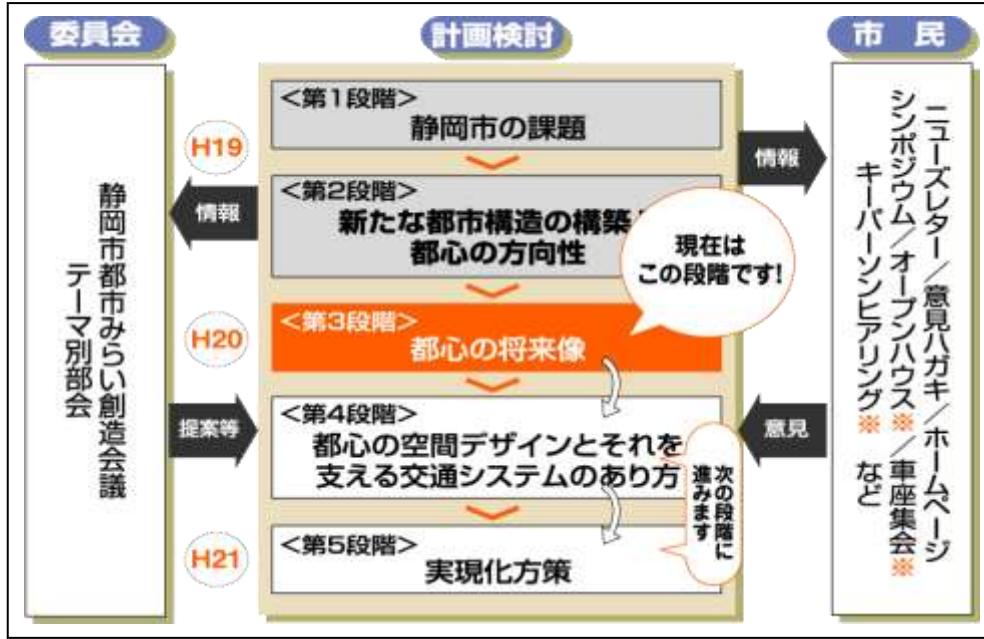 委員会
計画検討
市 民
静岡市都市みらい創造会議
テーマ別部会
H19
情報
H20
提案等
H21
<第1段階>
静岡市の課題
<第2段階>
新たな都市構造の構築
都心の方向性
現在は
この段階です!
<第3段階>
都心の将来像
<第4段階>
都心の空間デザインとそれを
支える交通システムのあり方
次の段階に
進みます
<第5段階>
実現化方策
情報
意見
ニューズレター/意見ハガキ/ホームページ
シンポジウム/オープンハウス※/車座集会※
キーパーソンヒアリング※ など